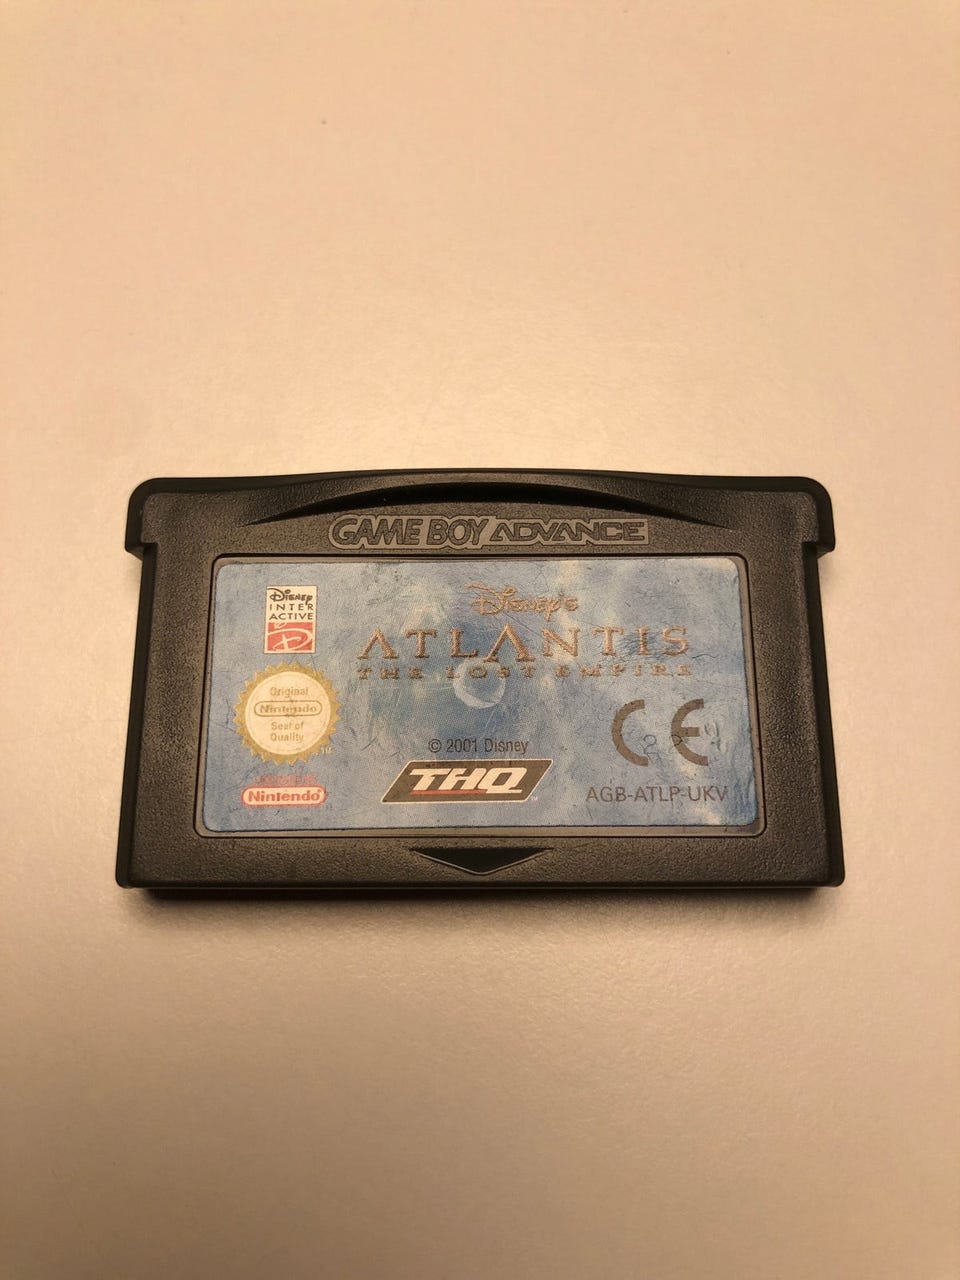 GAME BOY ADVANCE
Disney
INTER
ACTIVE
D
Disney's
ATLANTIS
THE LOST EMPIRE
Original
Nintendo
Seal of
Quality
TM
© 2001 Disney
CE
Nintendo
THQ
AGB-ATLP-UKV